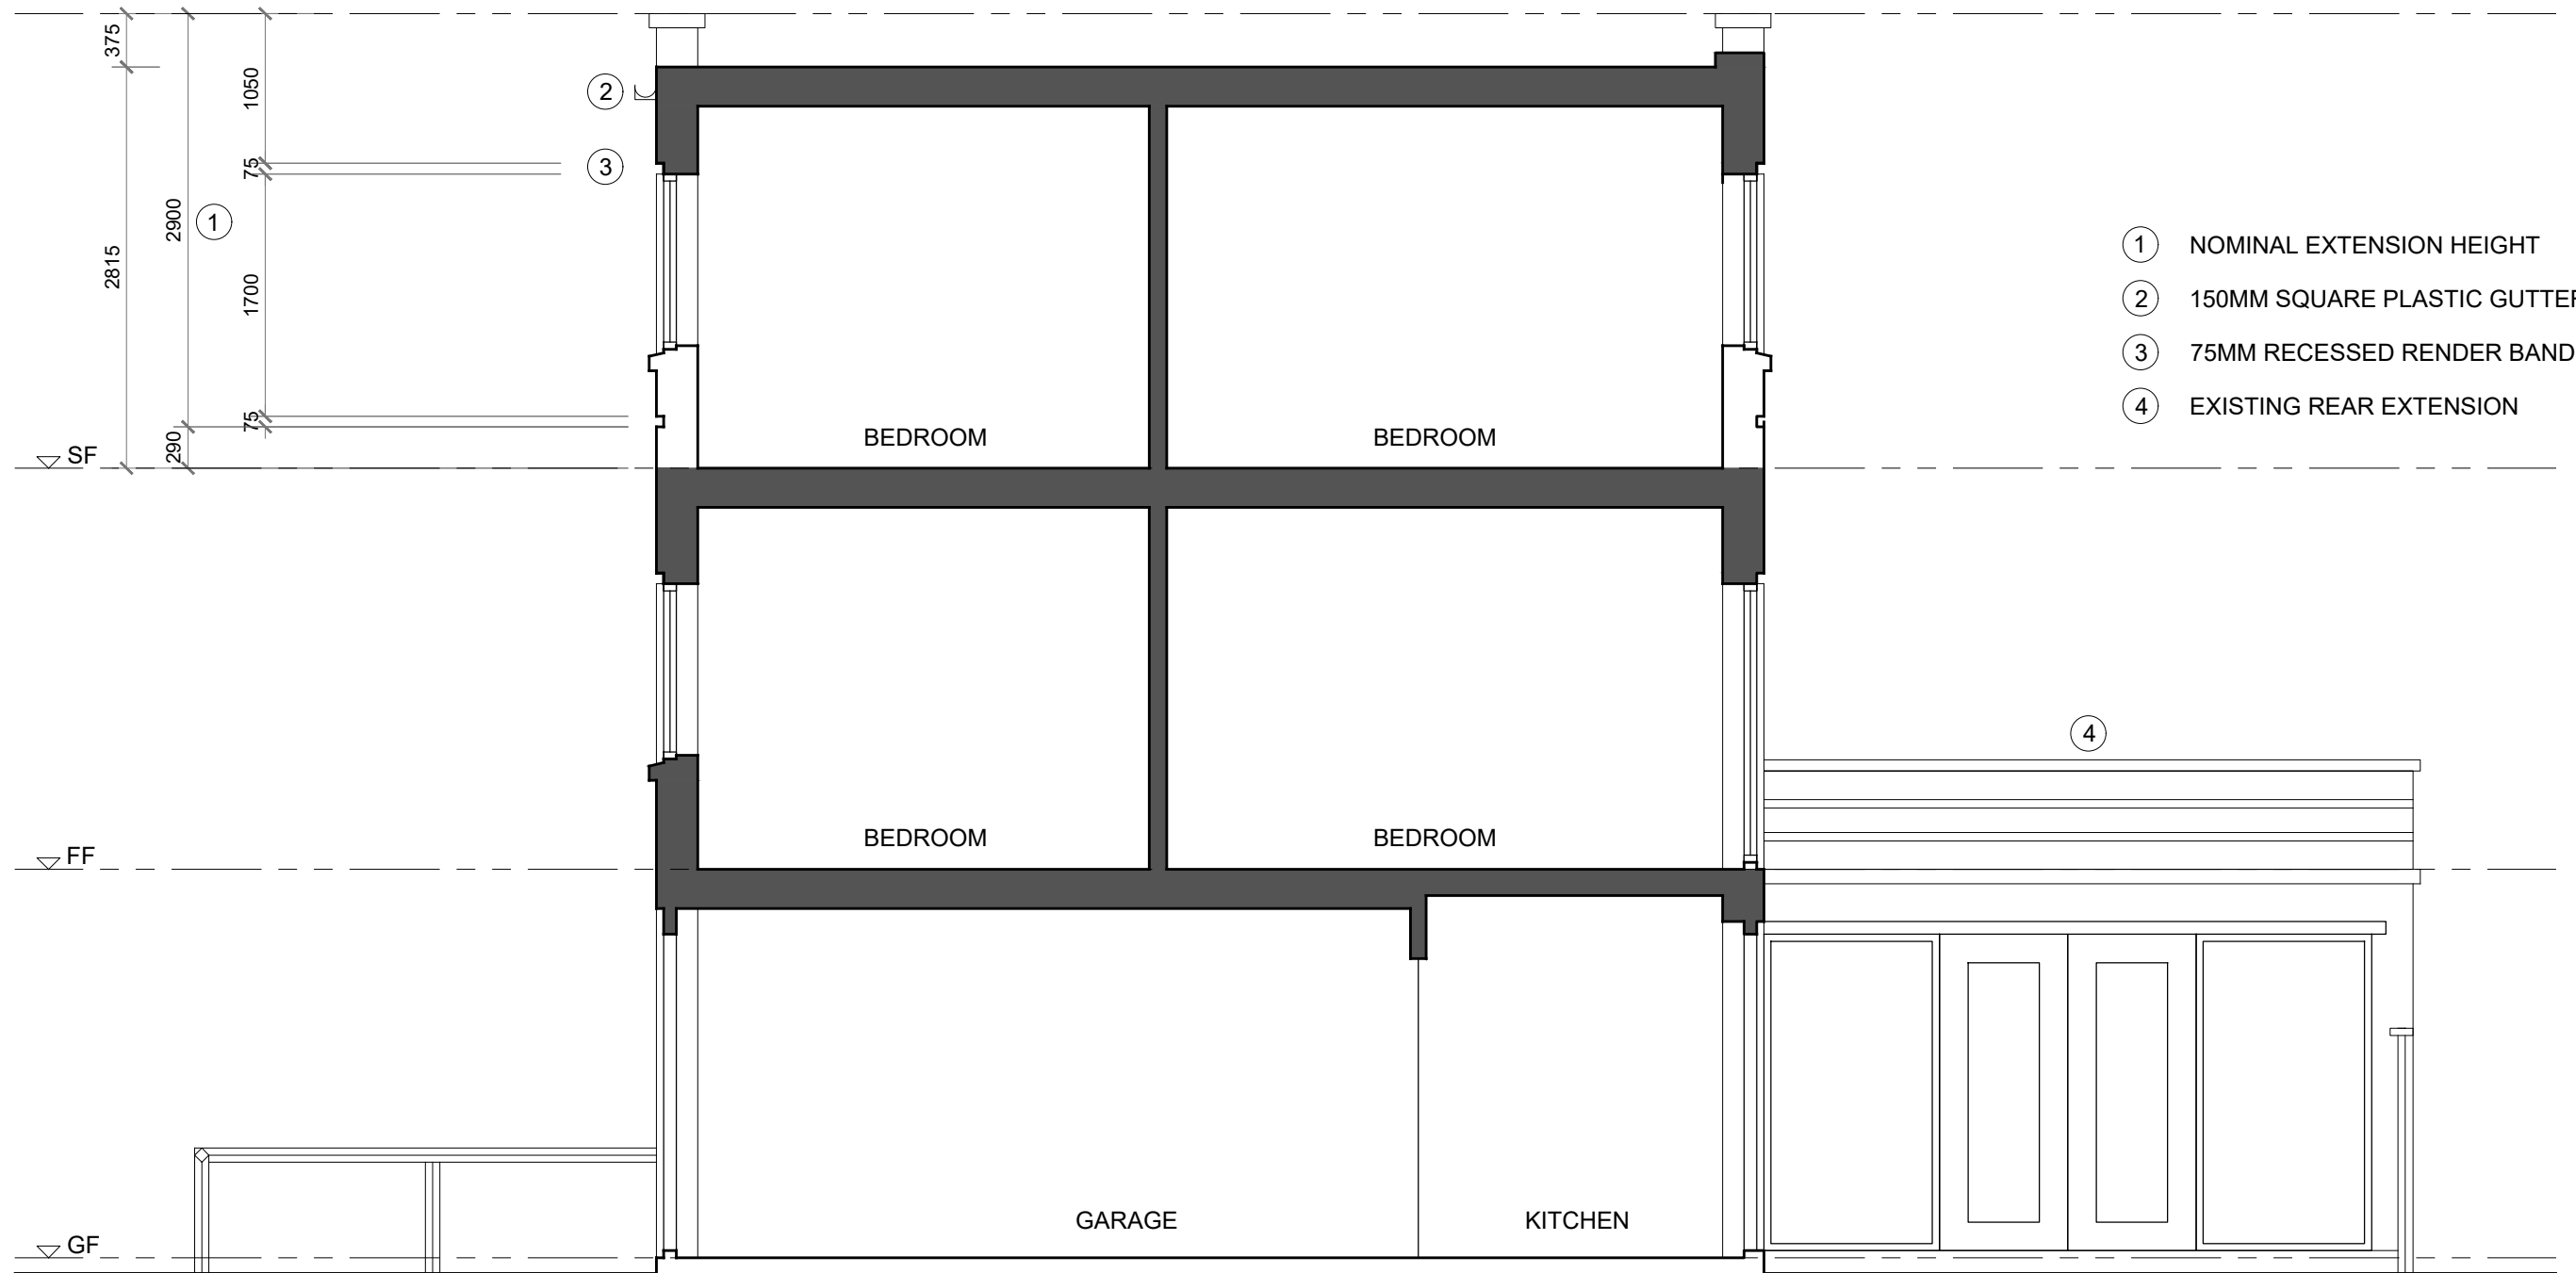 375
1050
2
75
3
2900
1
2815
1700
75
290
SF
BEDROOM
BEDROOM
1 NOMINAL EXTENSION HEIGHT
2 150MM SQUARE PLASTIC GUTTER
3 75MM RECESSED RENDER BAND
4 EXISTING REAR EXTENSION
4
FF
BEDROOM
BEDROOM
GARAGE
KITCHEN
GF